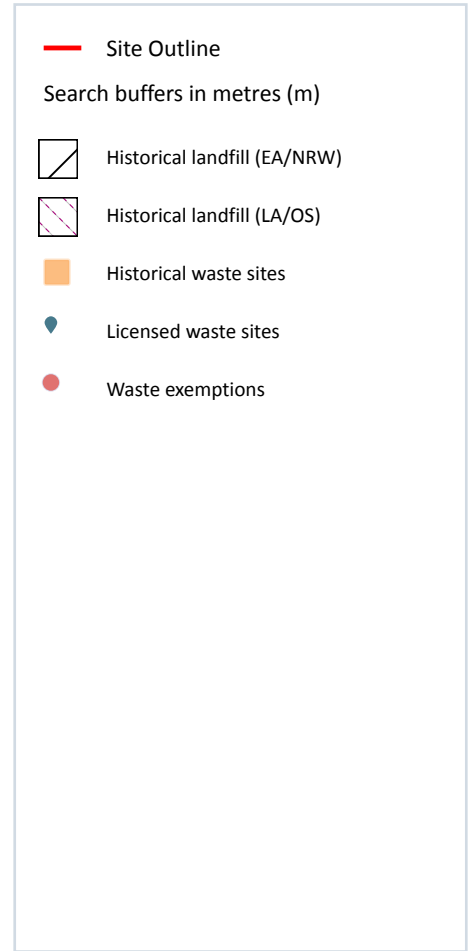 Site Outline
Search buffers in metres (m)
Historical landfill (EA/NRW)
Historical landfill (LA/OS)
Historical waste sites
Licensed waste sites
Waste exemptions